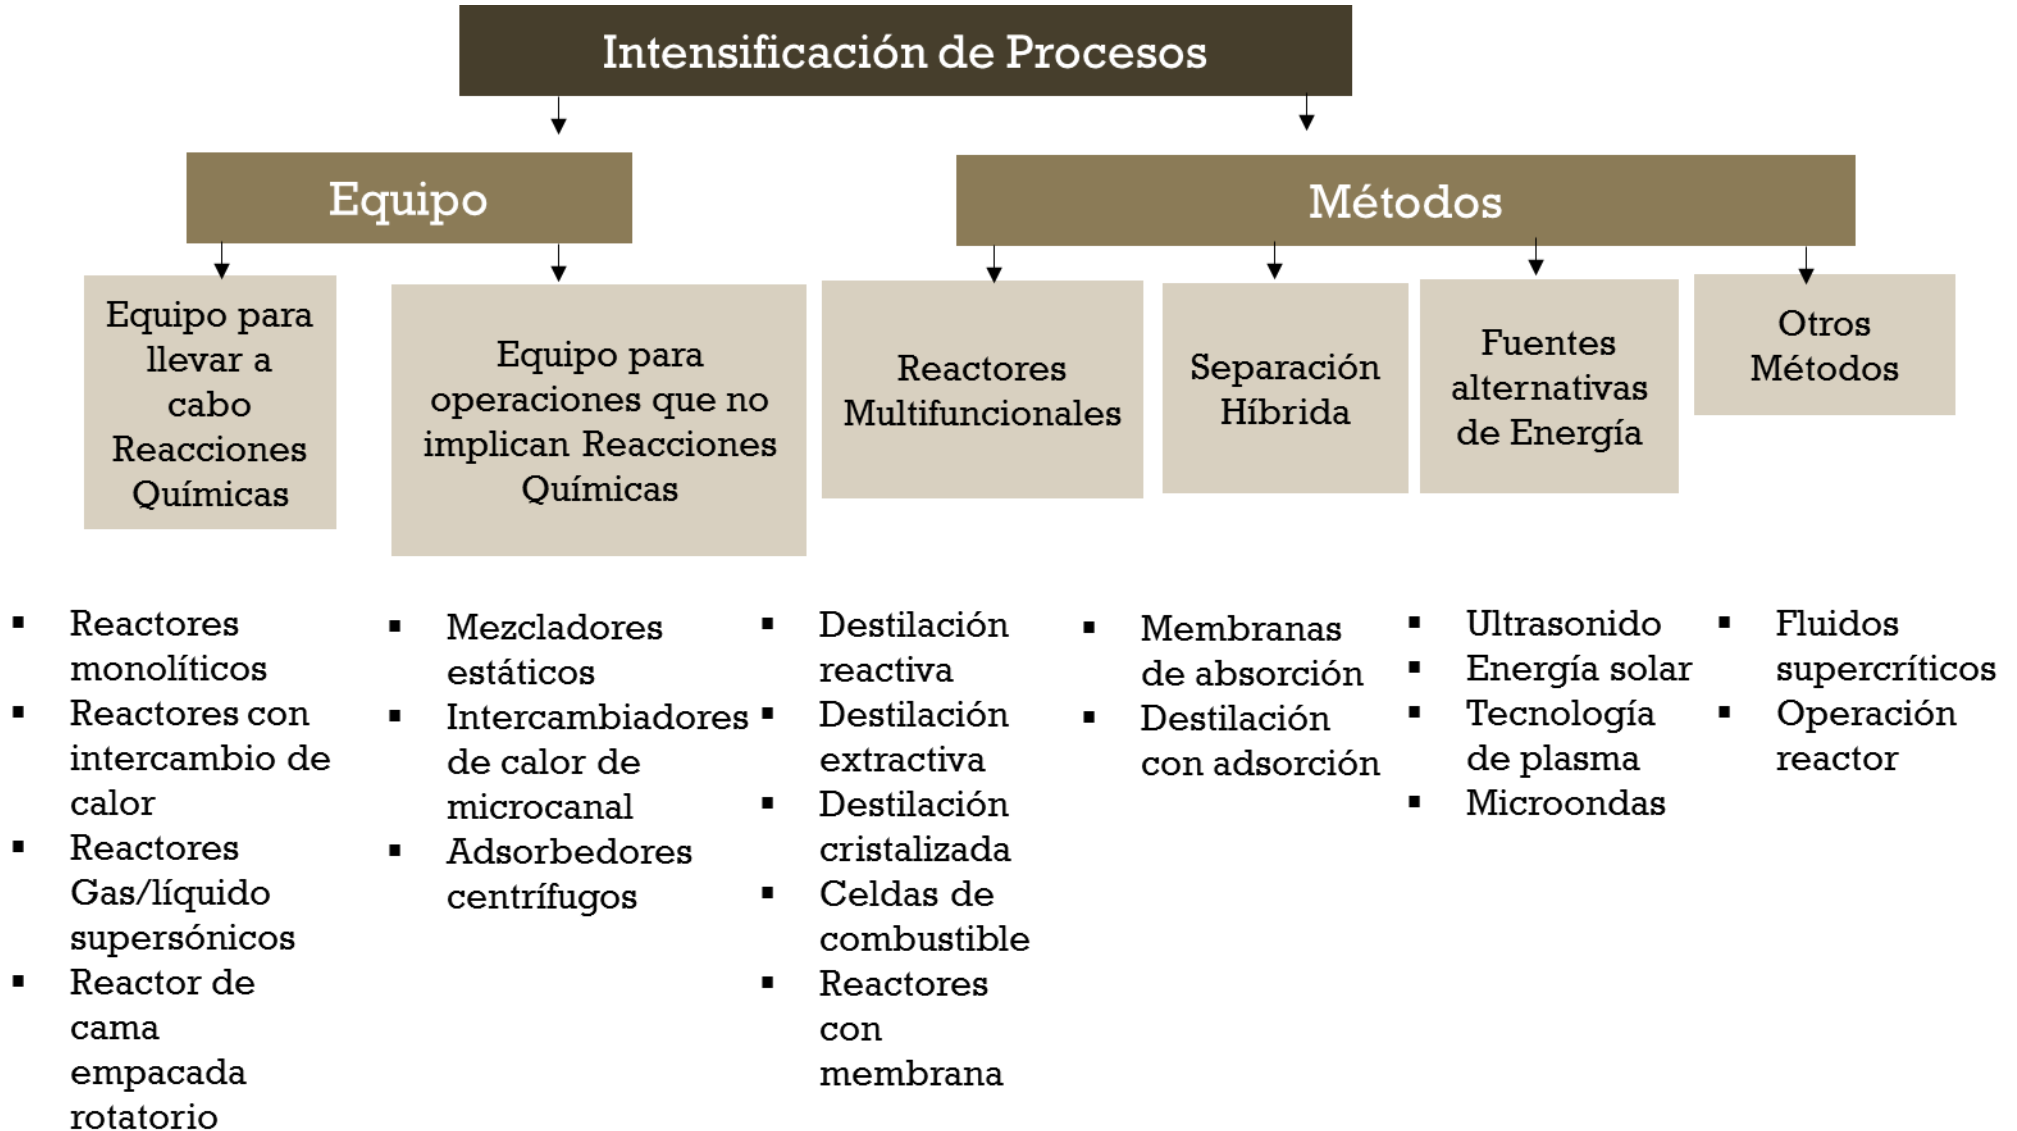 Intensificación de Procesos
Equipo
Métodos
Equipo para
llevar a
cabo
Reacciones
Químicas
Equipo para
operaciones que no
implican Reacciones
Químicas
Reactores
Multifuncionales
Separación
Híbrida
Fuentes
alternativas
de Energía
Otros
Métodos
▪ Reactores
monolíticos
▪ Reactores con
intercambio de
calor
▪ Reactores
Gas/líquido
supersónicos
▪ Reactor de
cama
empacada
rotatorio
▪ Mezcladores
estáticos
▪ Intercambiadores
de calor de
microcanal
▪ Adsorbedores
centrífugos
▪ Destilación
reactiva
▪ Destilación
extractiva
▪ Destilación
cristalizada
▪ Celdas de
combustible
▪ Reactores
con
membrana
▪ Membranas
de absorción
▪ Destilación
con adsorción
▪ Ultrasonido
▪ Energía solar
▪ Tecnología
de plasma
▪ Microondas
▪ Fluidos
supercríticos
▪ Operación
reactor